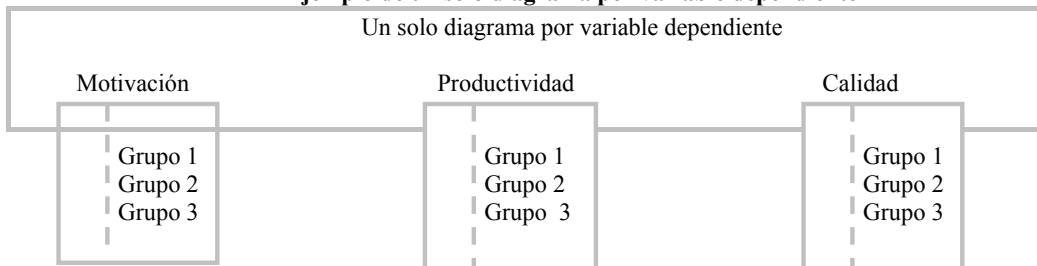 Un solo diagrama por variable dependiente
Motivación Productividad Calidad
Grupo 1 Grupo 1 Grupo 1
Grupo 2 Grupo 2 Grupo 2
Grupo 3 Grupo 3 Grupo 3